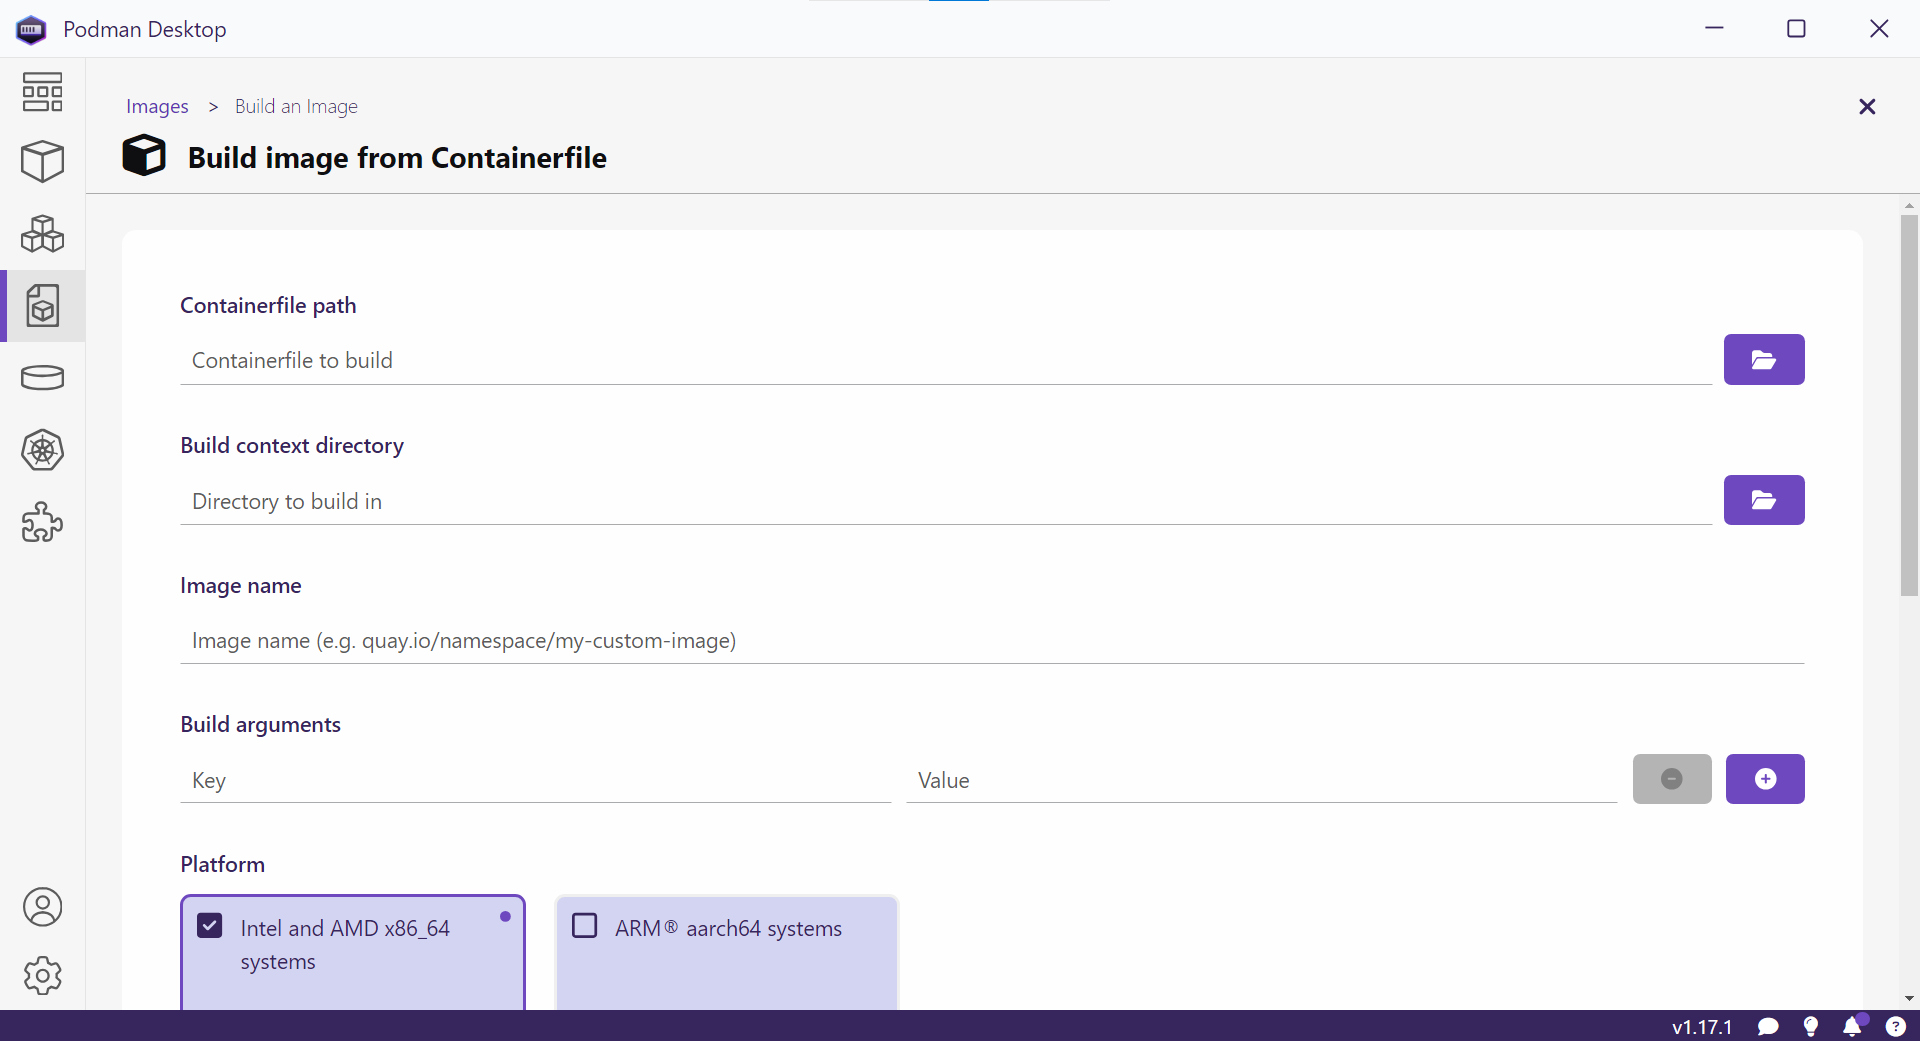 Podman Desktop
Images > Build an Image
Build image from Containerfile
Containerfile path
Containerfile to build
Build context directory
Directory to build in
Image name
Image name (e.g. quay.io/namespace/my-custom-image)
Build arguments
Key
Value
Platform
Intel and AMD x86_64
systems
ARM® aarch64 systems
v1.17.1